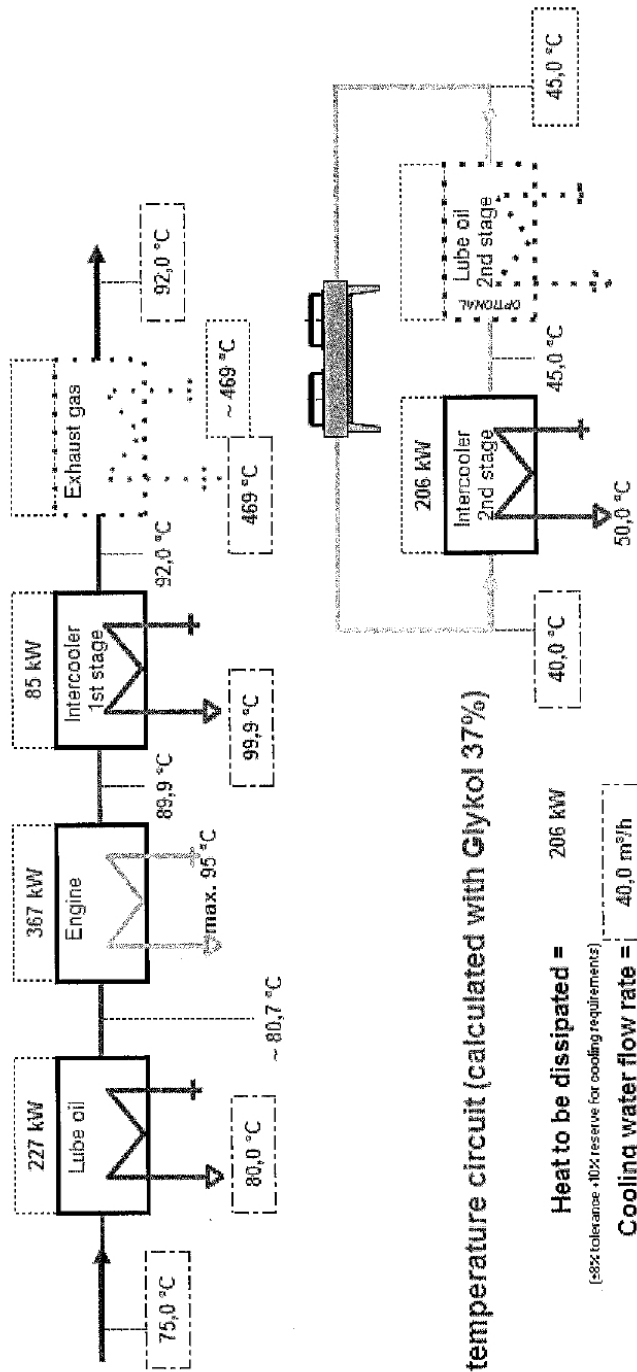 227 kW
Lube oil
367 kW
Engine
85 kW
Intercooler
1st stage
Exhaust gas
75,0 °C
80,0 °C
~ 80,7 °C
max. 95 °C
89,9 °C
99,9 °C
92,0 °C
469 °C
~ 469 °C
92,0 °C
temperature circuit (calculated with Glykol 37%)
Heat to be dissipated =
206 kW
(±8% tolerance +10% reserve for cooling requirements)
Cooling water flow rate =
40,0 m³/h
40,0 °C
206 kW
Intercooler
2nd stage
50,0 °C
45,0 °C
OPTIONAL
Lube oil
2nd stage
45,0 °C